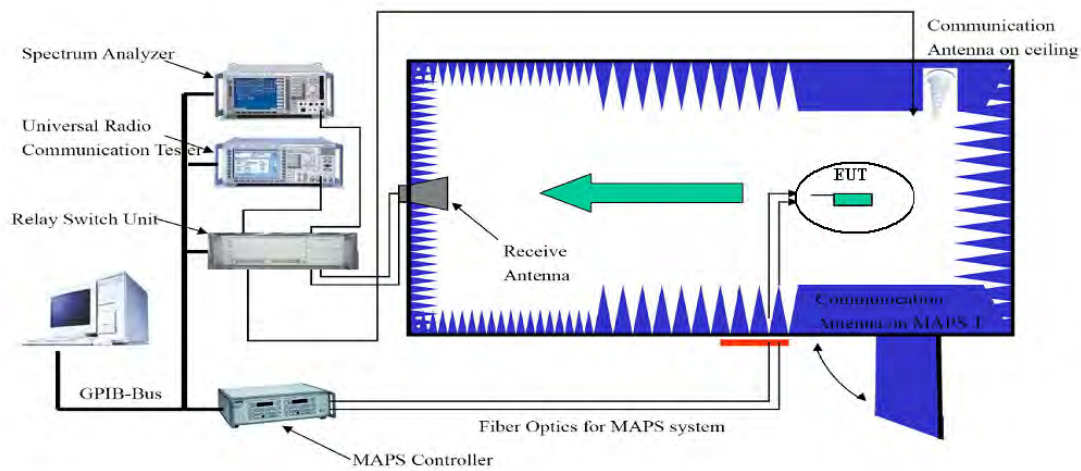 Communication
Antenna on ceiling
Spectrum Analyzer
Universal Radio
Communication Tester
EUT
Relay Switch Unit
Receive
Antenna
Communication
Antenna on MAPS T
GPIB-Bus
Fiber Optics for MAPS system
MAPS Controller